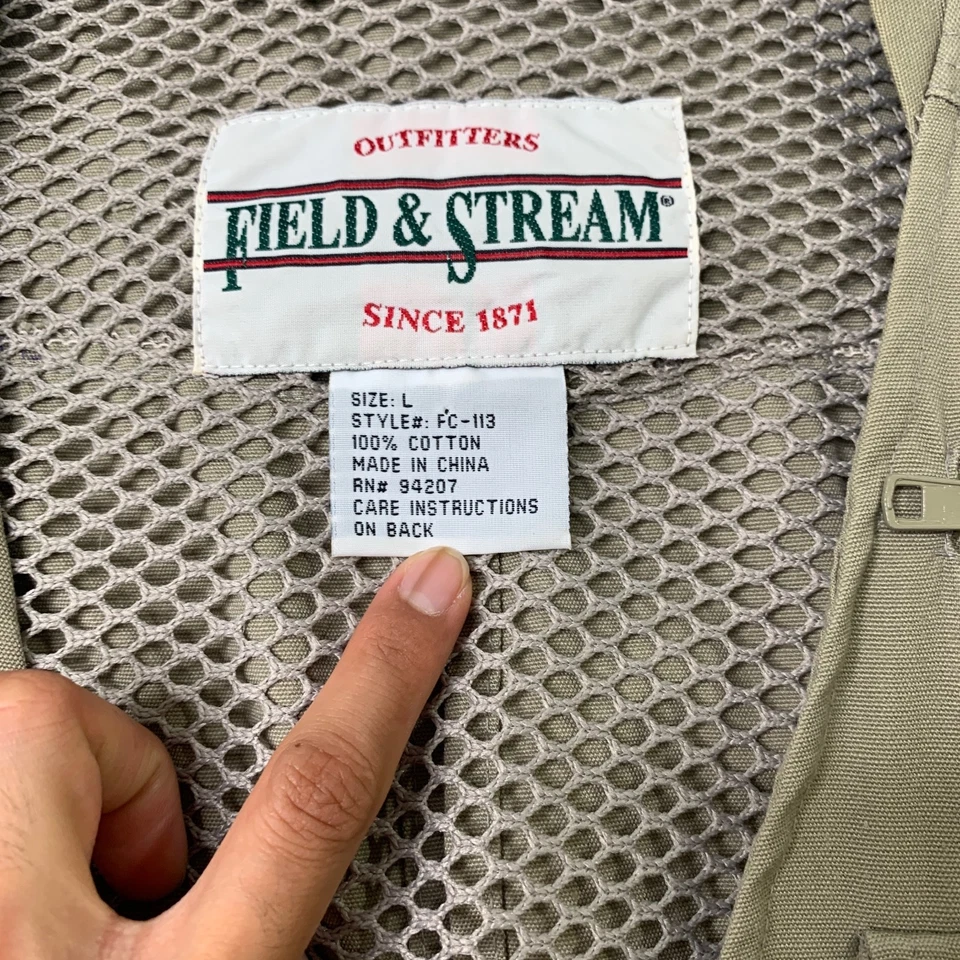 OUTFITTERS
FIELD & STREAM®
SINCE 1871
SIZE: L
STYLE#: FC-113
100% COTTON
MADE IN CHINA
RN# 94207
CARE INSTRUCTIONS
ON BACK